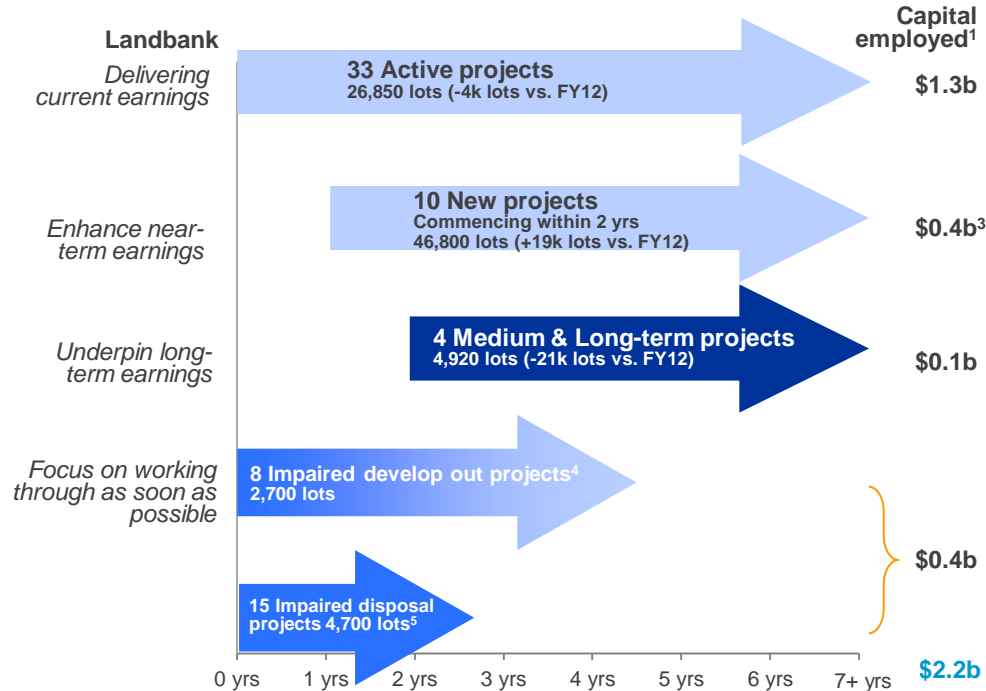 Landbank
Capital
employed¹
Delivering
current earnings
33 Active projects
26,850 lots (-4k lots vs. FY12)
$1.3b
Enhance near-
term earnings
10 New projects
Commencing within 2 yrs
46,800 lots (+19k lots vs. FY12)
$0.4b³
Underpin long-
term earnings
4 Medium & Long-term projects
4,920 lots (-21k lots vs. FY12)
$0.1b
Focus on working
through as soon as
possible
8 Impaired develop out projects⁴
2,700 lots
$0.4b
15 Impaired disposal
projects 4,700 lots⁵
0 yrs 1 yrs 2 yrs 3 yrs 4 yrs 5 yrs 6 yrs 7+ yrs
$2.2b